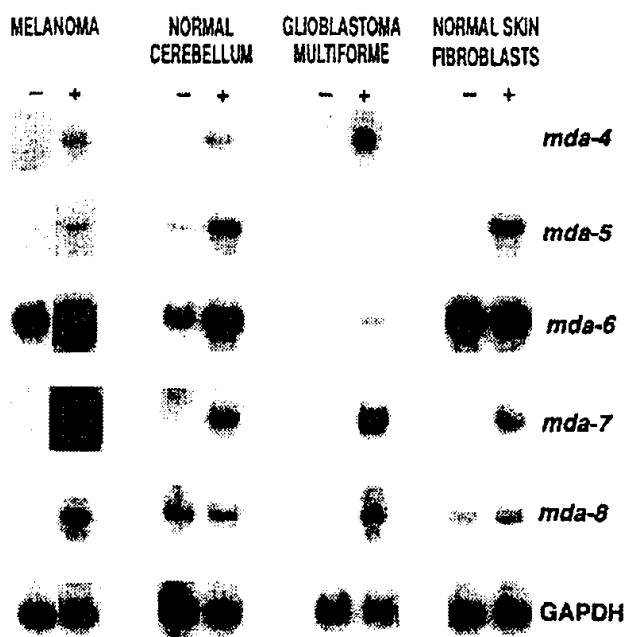 MELANOMA NORMAL GLIOBLASTOMA NORMAL SKIN
CEREBELLUM MULTIFORME FIBROBLASTS
− + − + − + − +
mda-4
mda-5
mda-6
mda-7
mda-8
GAPDH